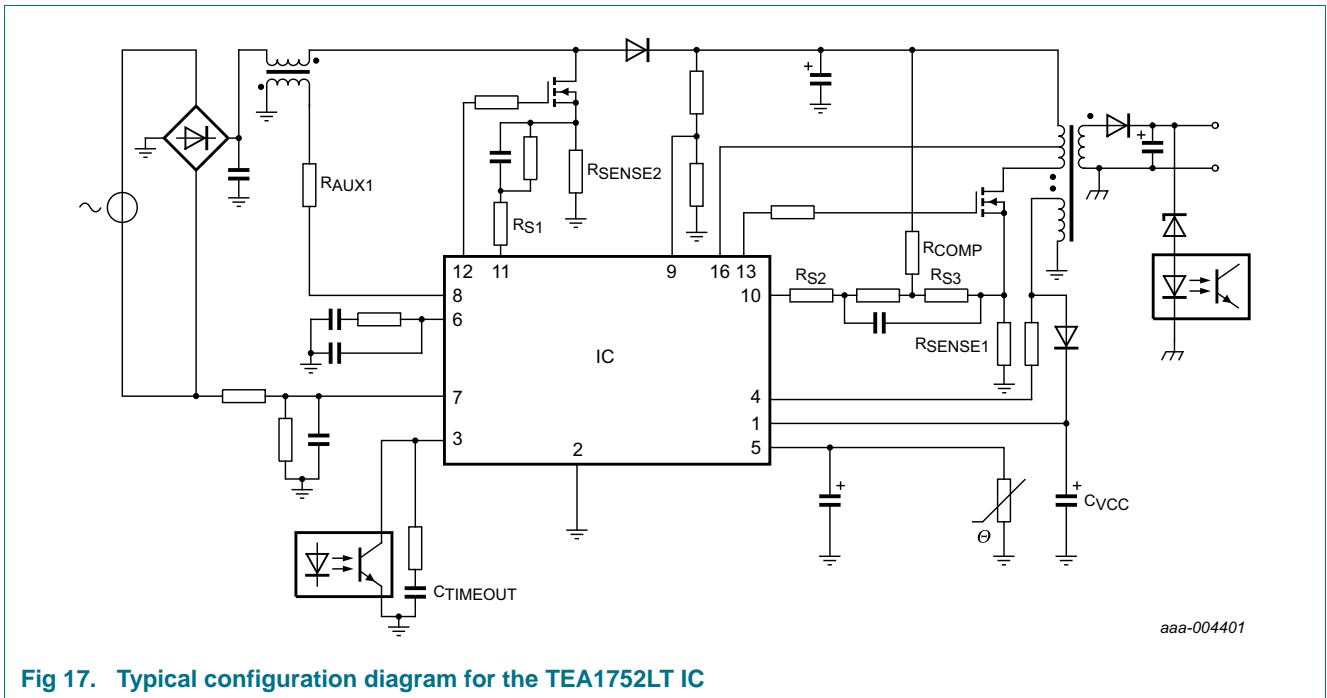 +
+
∼
RAUX1
RSENSE2
RS1
12 11 9 16 13
RCOMP
8 10 RS2 RS3
6
IC
RSENSE1
7 4
1
3 2 5
+
+
CVCC
Θ
CTIMEOUT
aaa-004401
Fig 17. Typical configuration diagram for the TEA1752LT IC